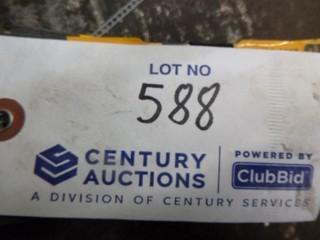 LOT NO
588
CENTURY AUCTIONS
POWERED BY
ClubBid
A DIVISION OF CENTURY SERVICES